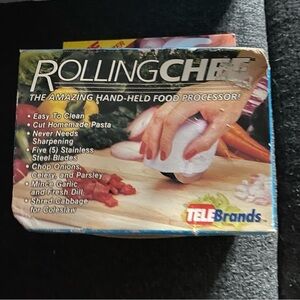 ROLLINGCHEF
THE AMAZING HAND-HELD FOOD PROCESSOR!
• Easy To Clean
• Cut Homemade Pasta
• Never Needs
Sharpening
• Five (5) Stainless
Steel Blades
• Chop Onions,
Celery, and Parsley
• Mince Garlic
and Fresh Dill
• Shred Cabbage
for Coleslaw
TELEBrands